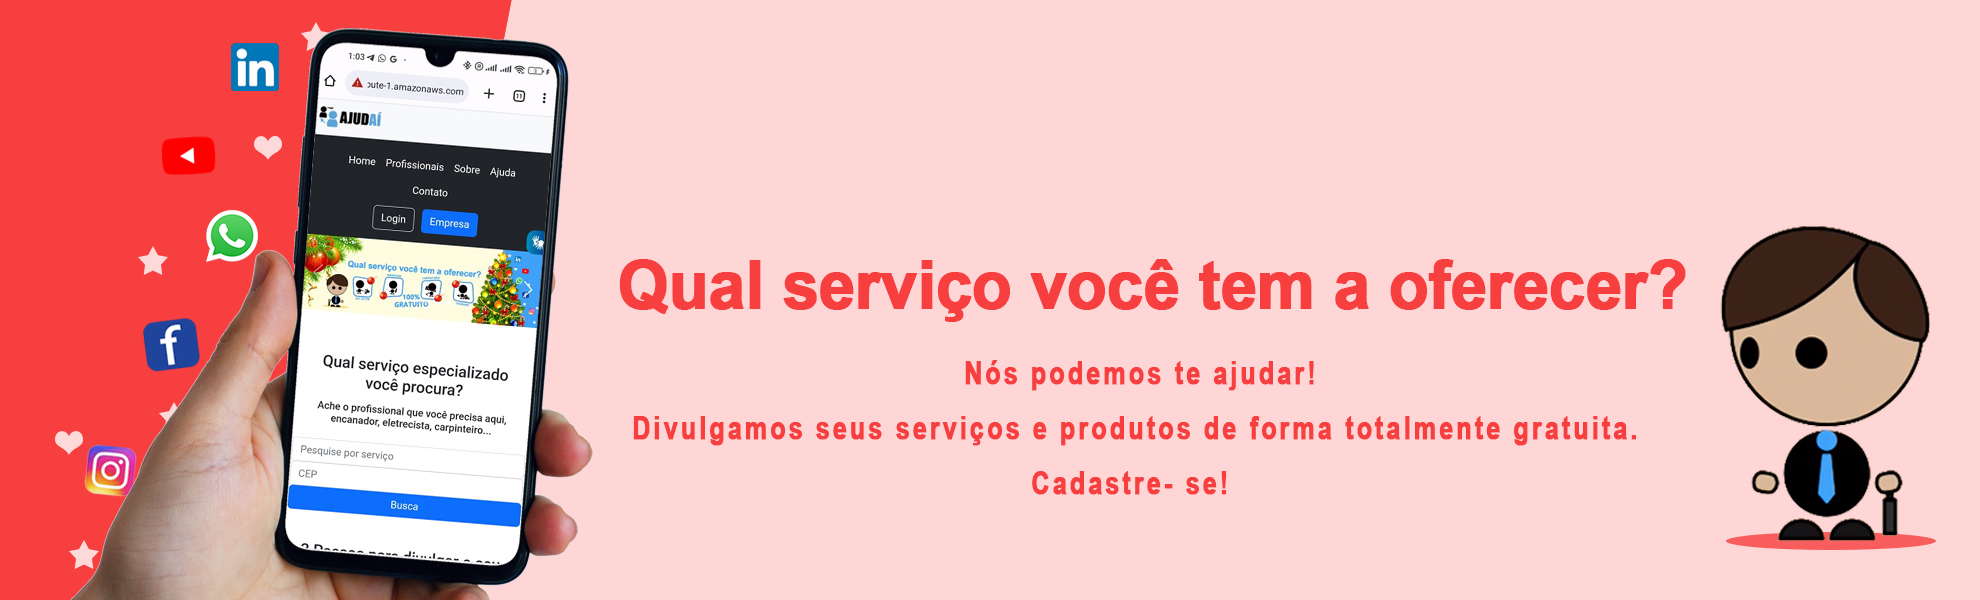 in
1:03
oute-1.amazonaws.com
11
AJUDAÍ
Home Profissionais Sobre Ajuda
Contato
Login Empresa
Qual serviço você tem a oferecer?
100%
GRATUITO
Qual serviço especializado
você procura?
Ache o profissional que você precisa aqui,
encanador, eletrecista, carpinteiro...
Pesquise por serviço
CEP
Busca
f
Qual serviço você tem a oferecer?
Nós podemos te ajudar!
Divulgamos seus serviços e produtos de forma totalmente gratuita.
Cadastre- se!